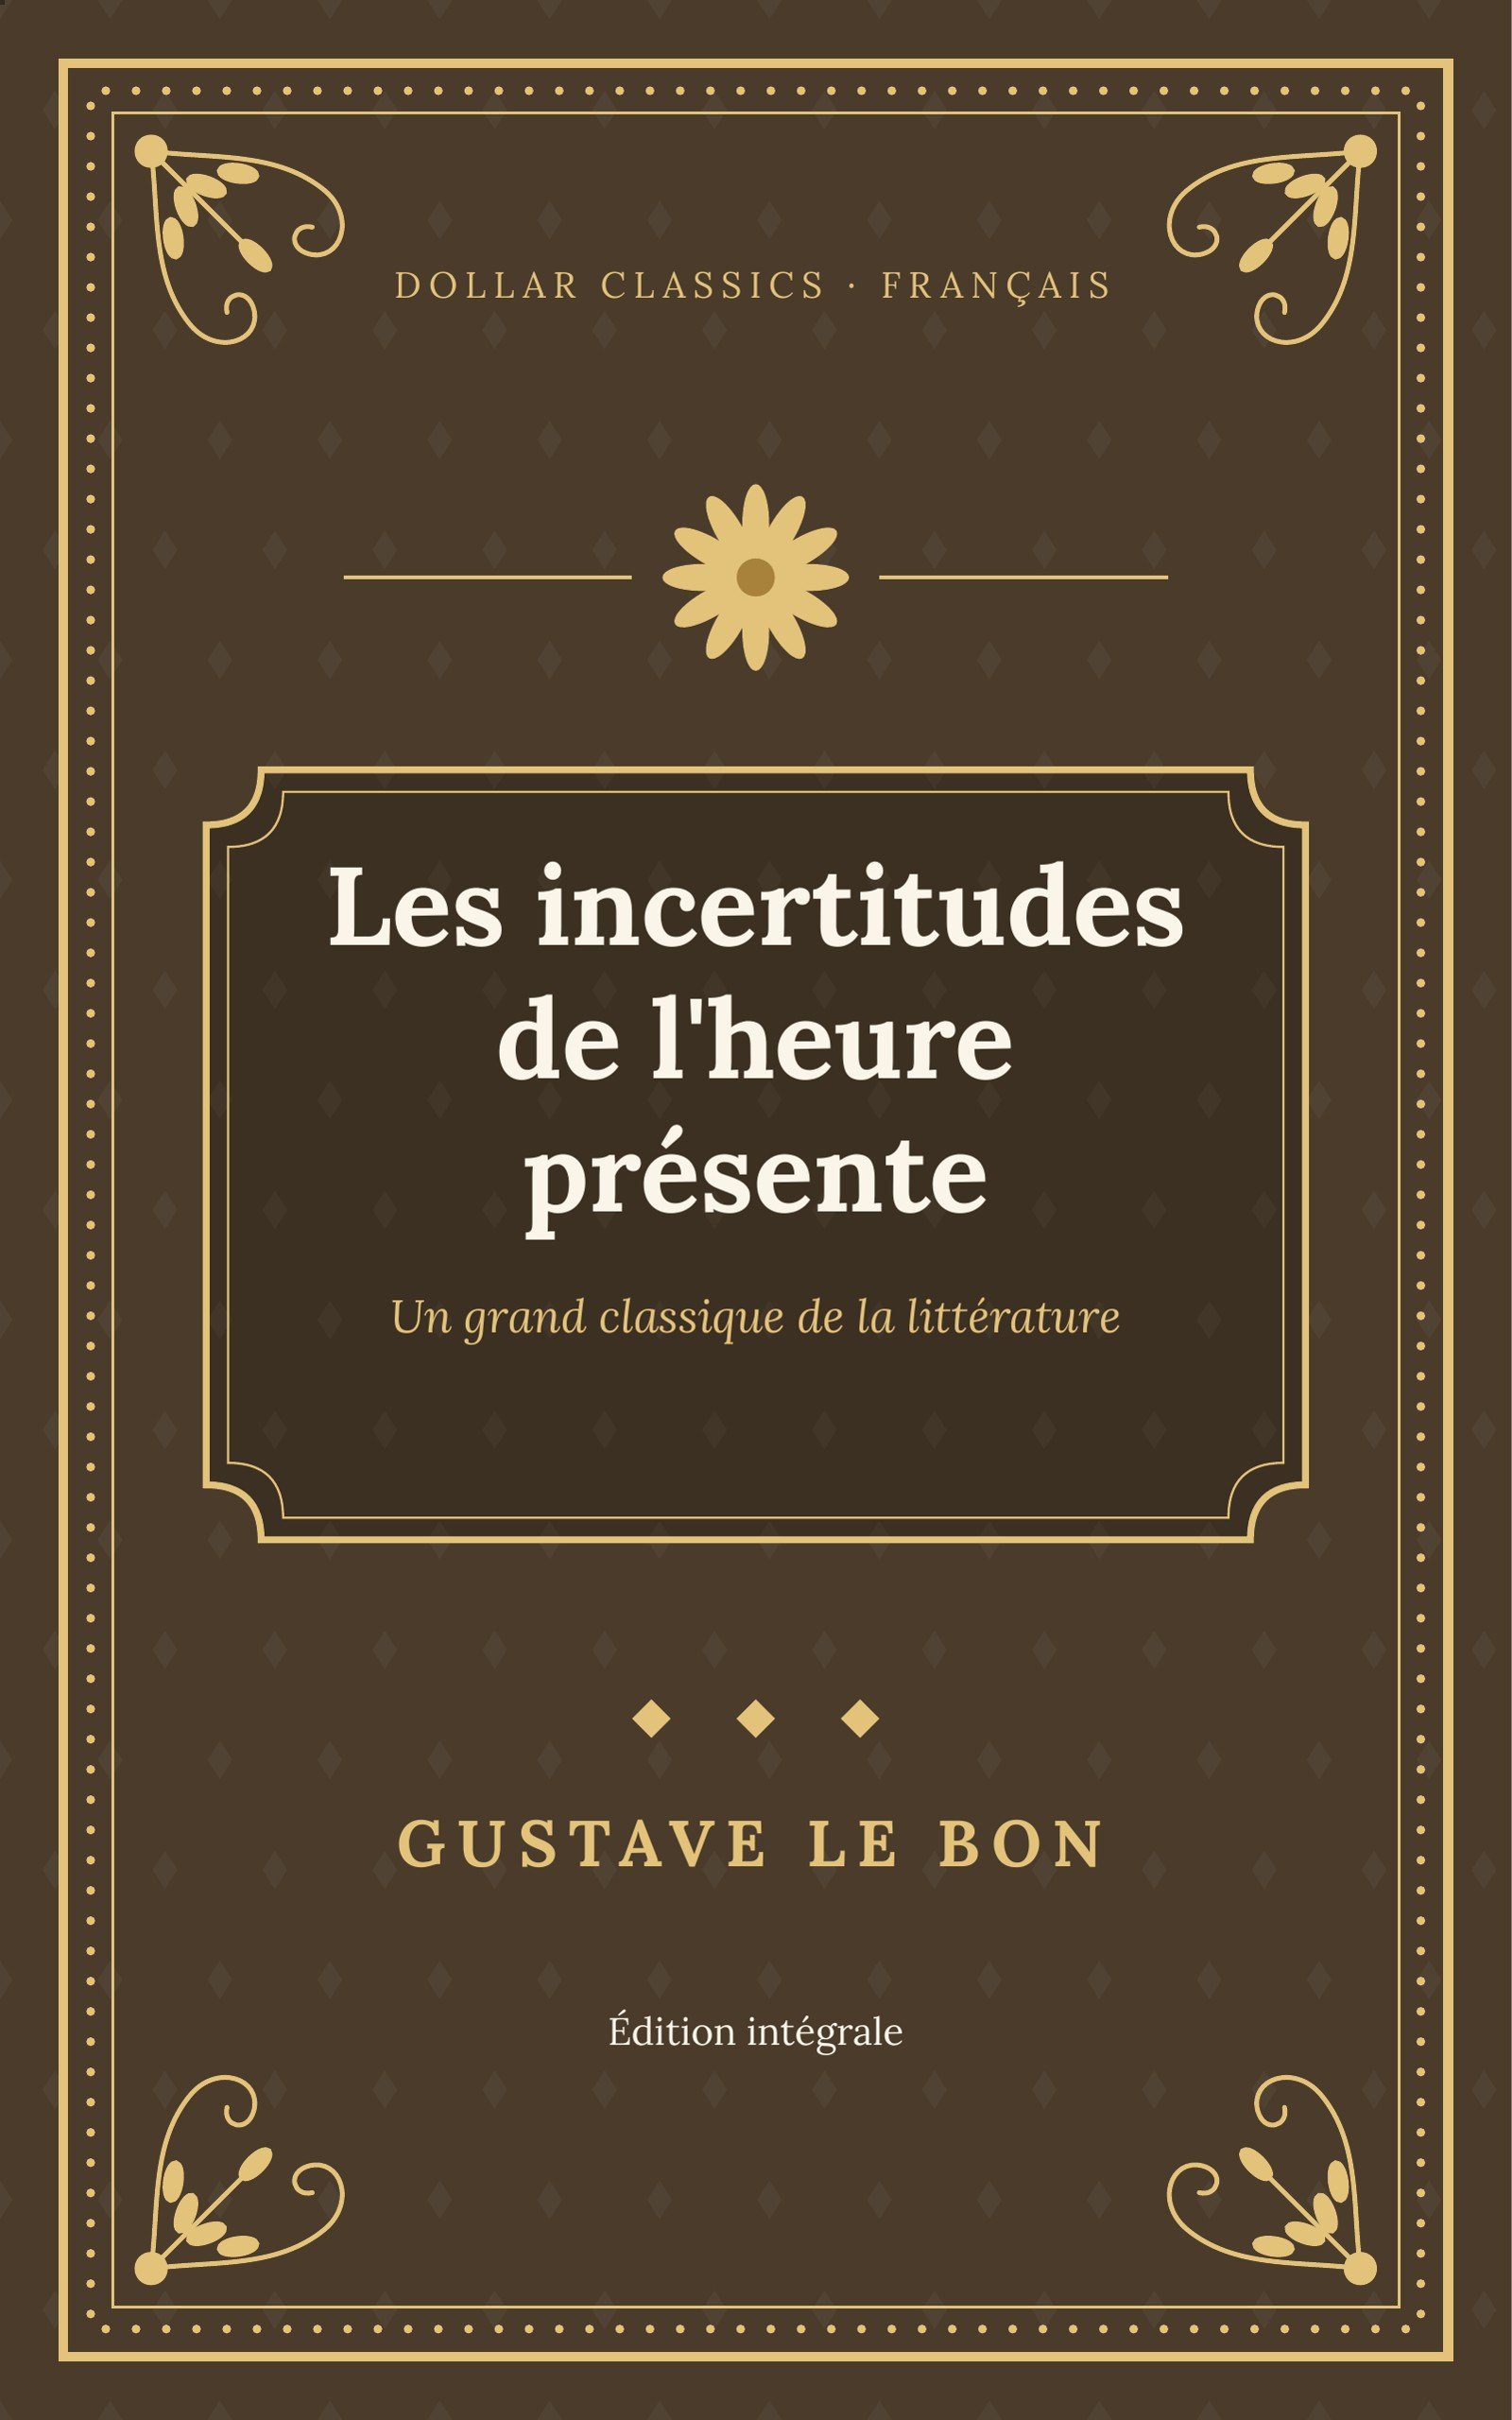 DOLLAR CLASSICS · FRANÇAIS
Les incertitudes
de l'heure
présente
Un grand classique de la littérature
GUSTAVE LE BON
Édition intégrale